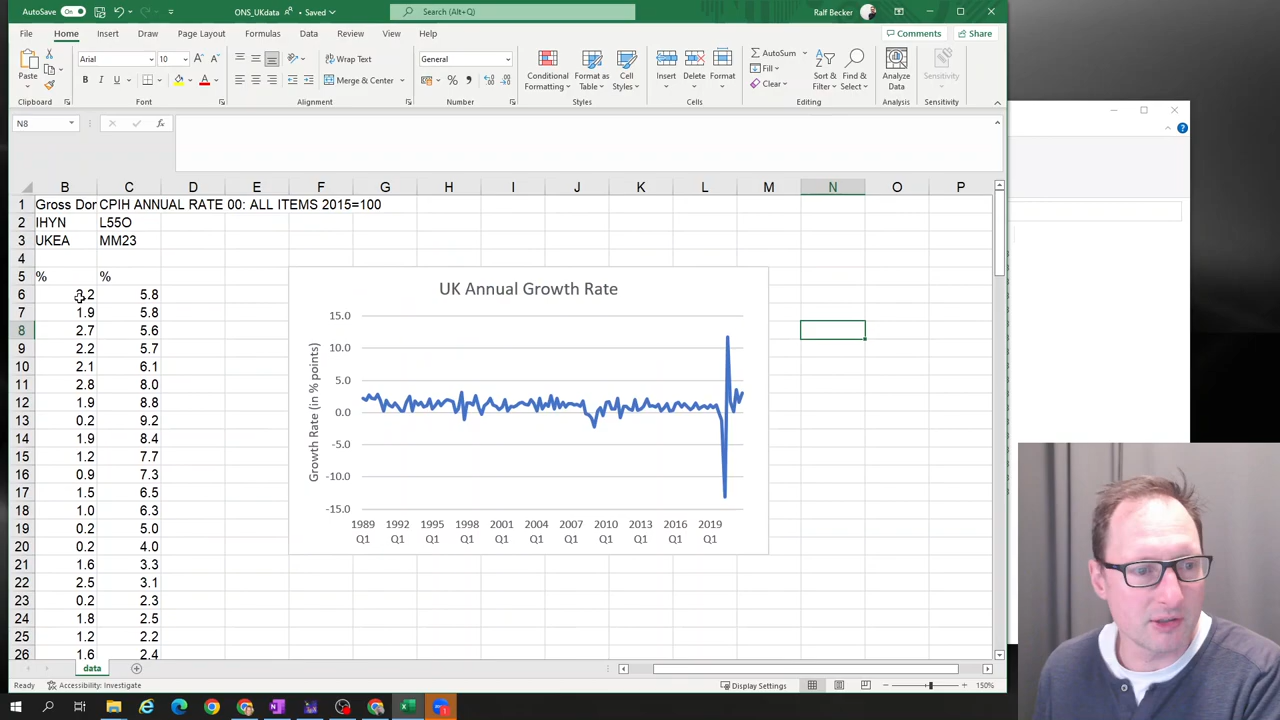 AutoSave On ONS_UKdata • Saved Search (Alt+Q) Ralf Becker
File Home Insert Draw Page Layout Formulas Data Review View Help Comments Share
Paste Arial 10 Wrap Text General Conditional Formatting Format as Table Cell Styles Insert Delete Format AutoSum Fill Clear Sort & Filter Find & Select Analyze Data Sensitivity
B I U Merge & Center
Clipboard Font Alignment Number Styles Cells Editing Analysis Sensitivity
N8 fx
B C D E F G H I J K L M N O P
1 Gross Dor CPIH ANNUAL RATE 00: ALL ITEMS 2015=100
2 IHYN L55O
3 UKEA MM23
4
5 % %
6 5.8
7 1.9 5.8
8 2.7 5.6
9 2.2 5.7
10 2.1 6.1
11 2.8 8.0
12 1.9 8.8
13 0.2 9.2
14 1.9 8.4
15 1.2 7.7
16 0.9 7.3
17 1.5 6.5
18 1.0 6.3
19 0.2 5.0
20 0.2 4.0
21 1.6 3.3
22 2.5 3.1
23 0.2 2.3
24 1.8 2.5
25 1.2 2.2
26 1.6 2.4
UK Annual Growth Rate
Growth Rate (in % points)
15.0
10.0
5.0
0.0
-5.0
-10.0
-15.0
1989 1992 1995 1998 2001 2004 2007 2010 2013 2016 2019
Q1 Q1 Q1 Q1 Q1 Q1 Q1 Q1 Q1 Q1 Q1
data
Ready Accessibility: Investigate Display Settings 150%